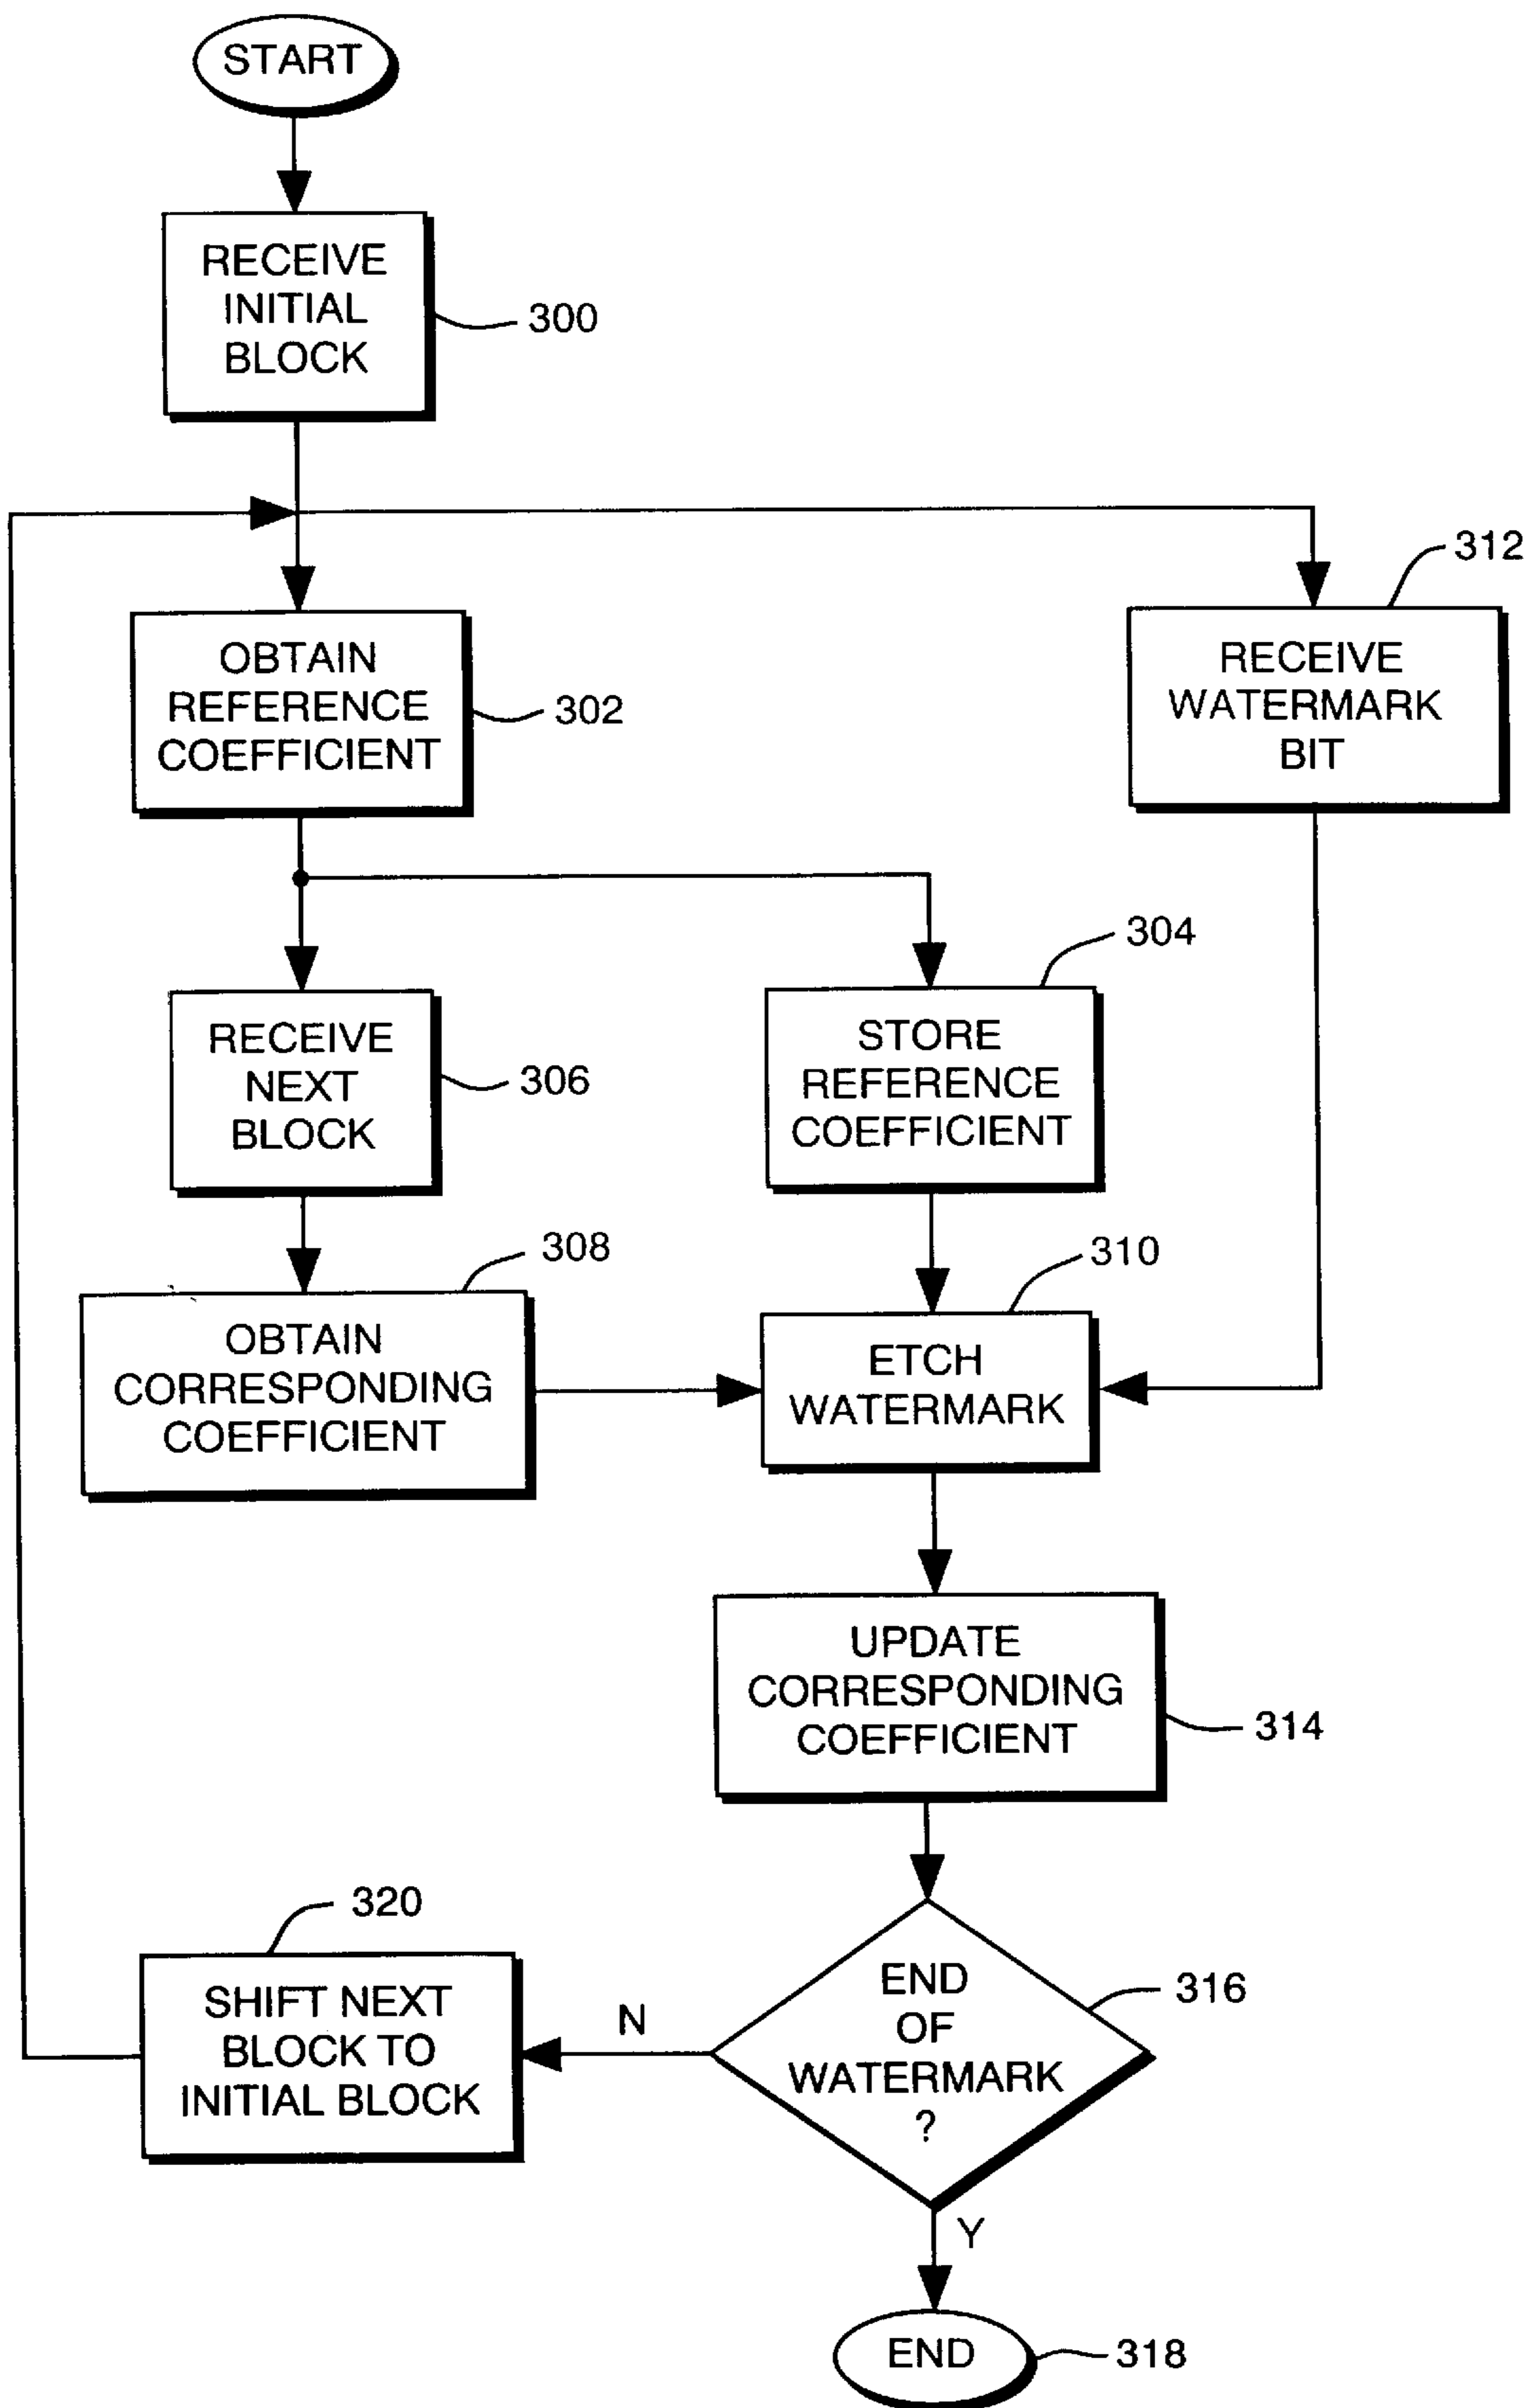 START
RECEIVE
INITIAL
BLOCK
300
312
OBTAIN
REFERENCE
COEFFICIENT
302
RECEIVE
WATERMARK
BIT
304
RECEIVE
NEXT
BLOCK
306
STORE
REFERENCE
COEFFICIENT
308
310
OBTAIN
CORRESPONDING
COEFFICIENT
ETCH
WATERMARK
UPDATE
CORRESPONDING
COEFFICIENT
314
320
SHIFT NEXT
BLOCK TO
INITIAL BLOCK
N
END
OF
WATERMARK
?
316
Y
END
318